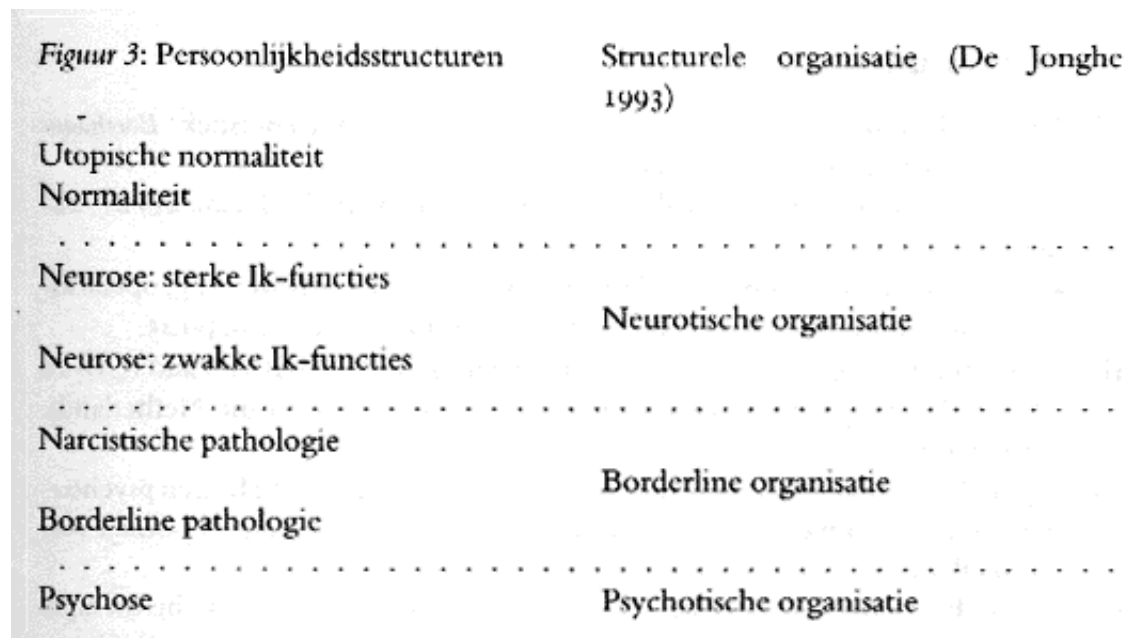 Figuur 3: Persoonlijkheidsstructuren
Structurele organisatie (De Jonghe
1993)
-
Utopische normaliteit
Normaliteit
Neurose: sterke Ik-functies
Neurotische organisatie
Neurose: zwakke Ik-functies
Narcistische pathologie
Borderline organisatie
Borderline pathologie
Psychose
Psychotische organisatie